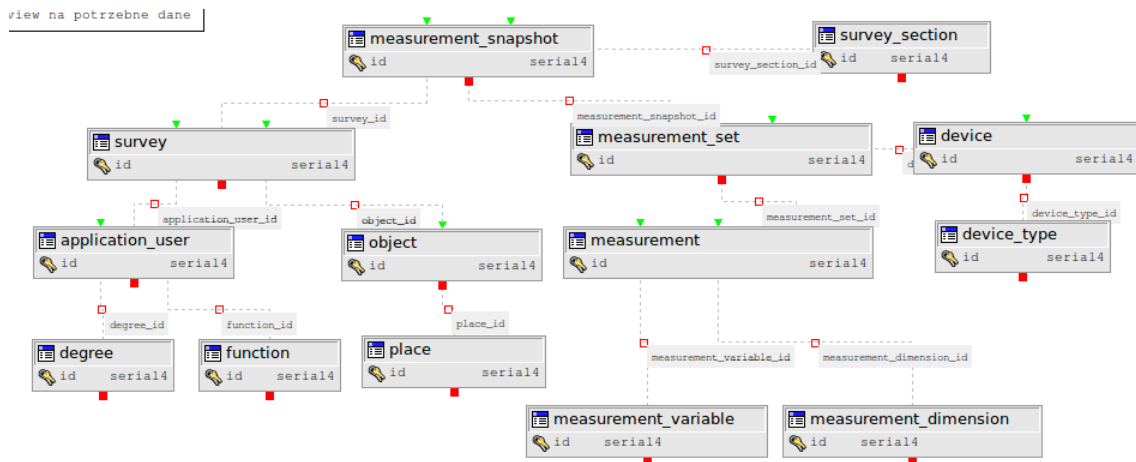 view na potrzebne dane
measurement_snapshot
id serial4
survey_section
id serial4
survey_section_id
survey_id
measurement_snapshot_id
survey
id serial4
measurement_set
id serial4
device
id serial4
application_user_id
object_id
measurement_set_id
device_type_id
application_user
id serial4
object
id serial4
measurement
id serial4
device_type
id serial4
degree_id
function_id
place_id
degree
id serial4
function
id serial4
place
id serial4
measurement_variable_id
measurement_dimension_id
measurement_variable
id serial4
measurement_dimension
id serial4